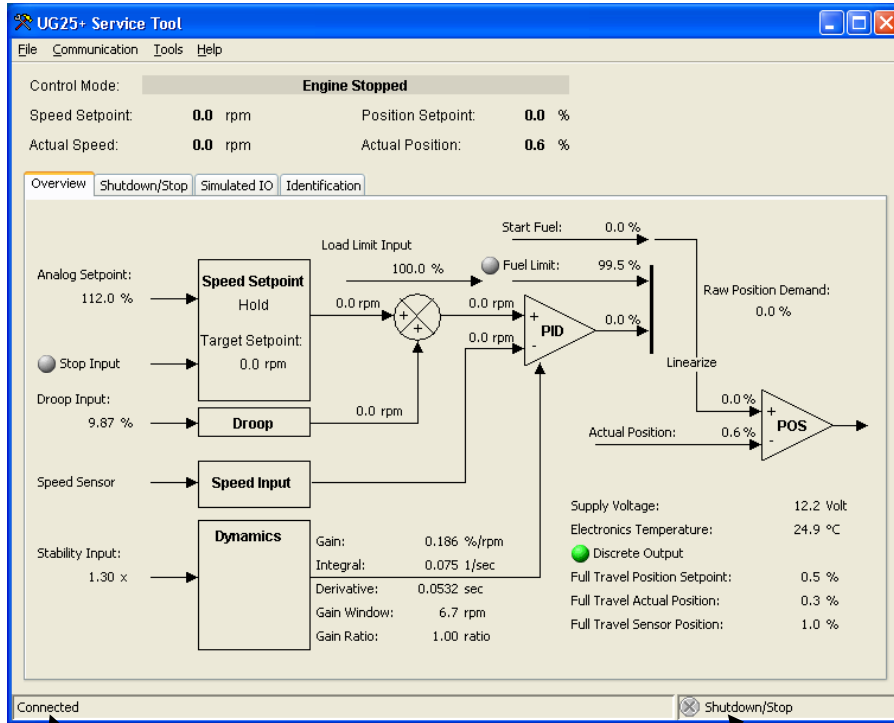 UG25+ Service Tool
File Communication Tools Help
Control Mode: Engine Stopped
Speed Setpoint: 0.0 rpm Position Setpoint: 0.0 %
Actual Speed: 0.0 rpm Actual Position: 0.6 %
Overview Shutdown/Stop Simulated IO Identification
Start Fuel: 0.0 %
Load Limit Input
100.0 % Fuel Limit: 99.5 %
Analog Setpoint:
112.0 %
Speed Setpoint
Hold
Target Setpoint:
0.0 rpm
Stop Input
0.0 rpm
+
+
0.0 rpm
0.0 rpm
+
-
PID
0.0 %
Raw Position Demand:
0.0 %
Linearize
Droop Input:
9.87 %
Droop
0.0 rpm
0.0 %
Actual Position: 0.6 %
+
-
POS
Speed Sensor
Speed Input
Stability Input:
1.30 x
Dynamics
Gain: 0.186 %/rpm
Integral: 0.075 1/sec
Derivative: 0.0532 sec
Gain Window: 6.7 rpm
Gain Ratio: 1.00 ratio
Supply Voltage: 12.2 Volt
Electronics Temperature: 24.9 °C
Discrete Output
Full Travel Position Setpoint: 0.5 %
Full Travel Actual Position: 0.3 %
Full Travel Sensor Position: 1.0 %
Connected Shutdown/Stop